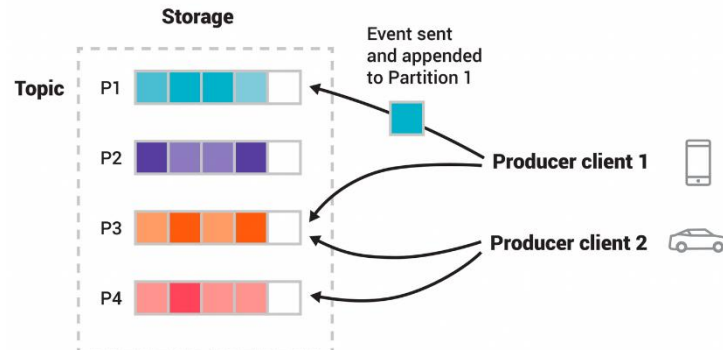 Storage
Event sent
and appended
to Partition 1
Topic
P1
P2
Producer client 1
P3
Producer client 2
P4